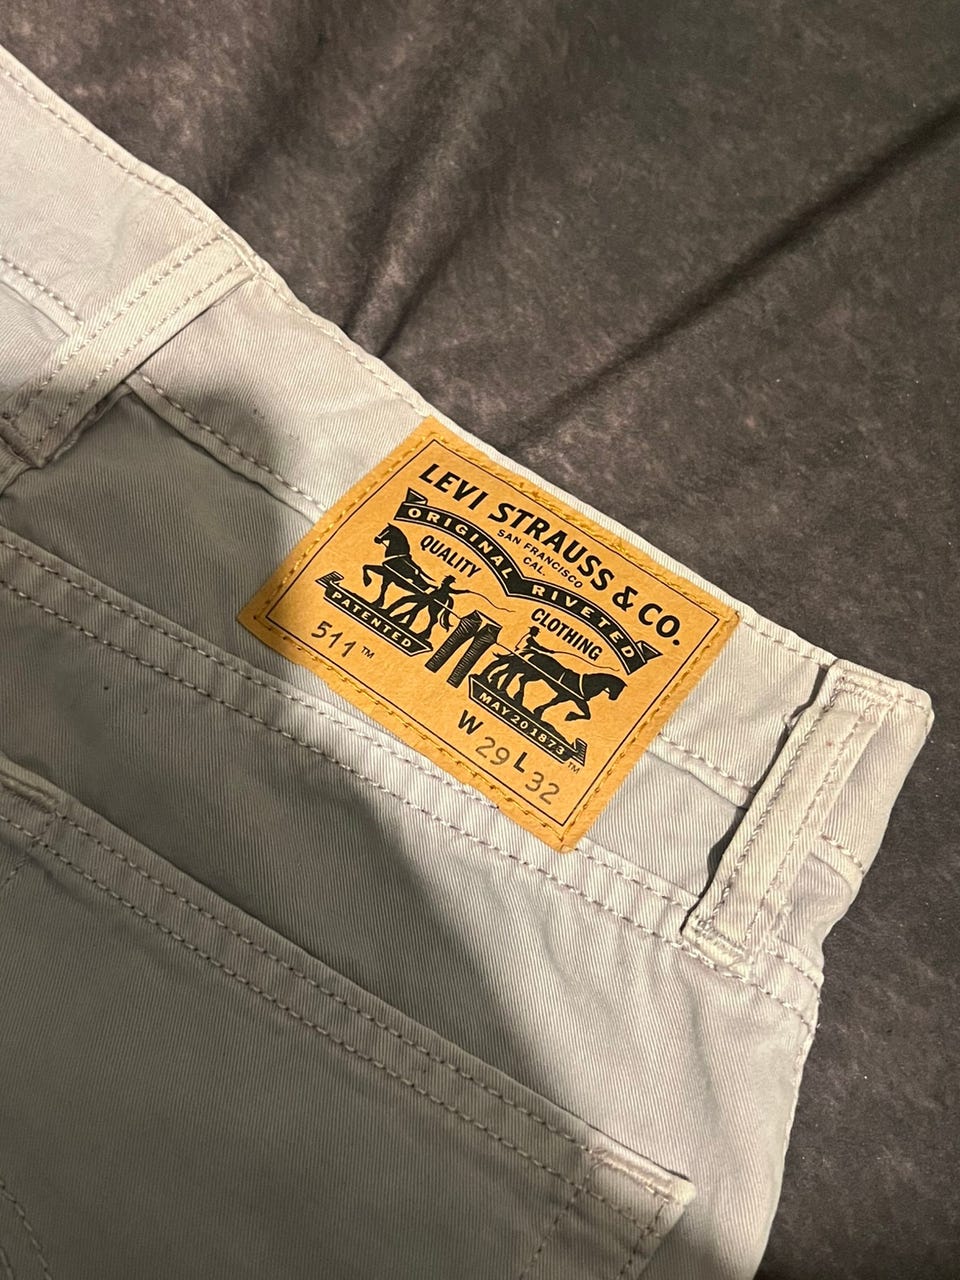 LEVI STRAUSS & CO.
SAN FRANCISCO
CAL.
ORIGINAL RIVETED
QUALITY CLOTHING
PATENTED
MAY 20 1873 ™
511™
W 29 L 32